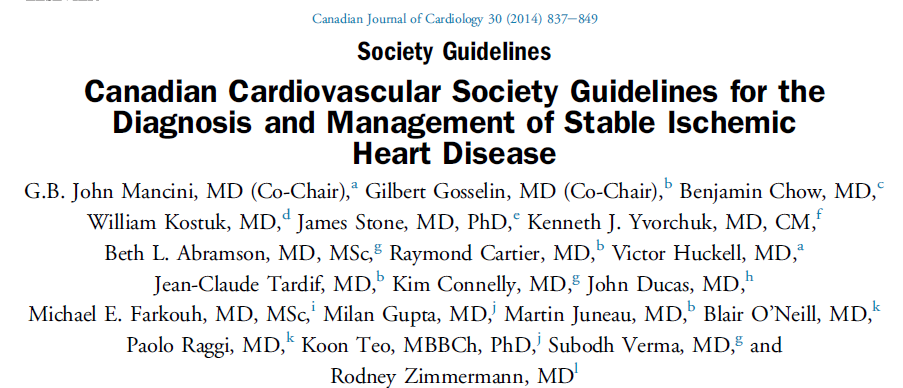 Canadian Journal of Cardiology 30 (2014) 837–849
Society Guidelines
Canadian Cardiovascular Society Guidelines for the
Diagnosis and Management of Stable Ischemic
Heart Disease
G.B. John Mancini, MD (Co-Chair),a Gilbert Gosselin, MD (Co-Chair),b Benjamin Chow, MD,c
William Kostuk, MD,d James Stone, MD, PhD,e Kenneth J. Yvorchuk, MD, CM,f
Beth L. Abramson, MD, MSc,g Raymond Cartier, MD,b Victor Huckell, MD,a
Jean-Claude Tardif, MD,b Kim Connelly, MD,g John Ducas, MD,h
Michael E. Farkouh, MD, MSc,i Milan Gupta, MD,j Martin Juneau, MD,b Blair O’Neill, MD,k
Paolo Raggi, MD,k Koon Teo, MBBCh, PhD,j Subodh Verma, MD,g and
Rodney Zimmermann, MDl